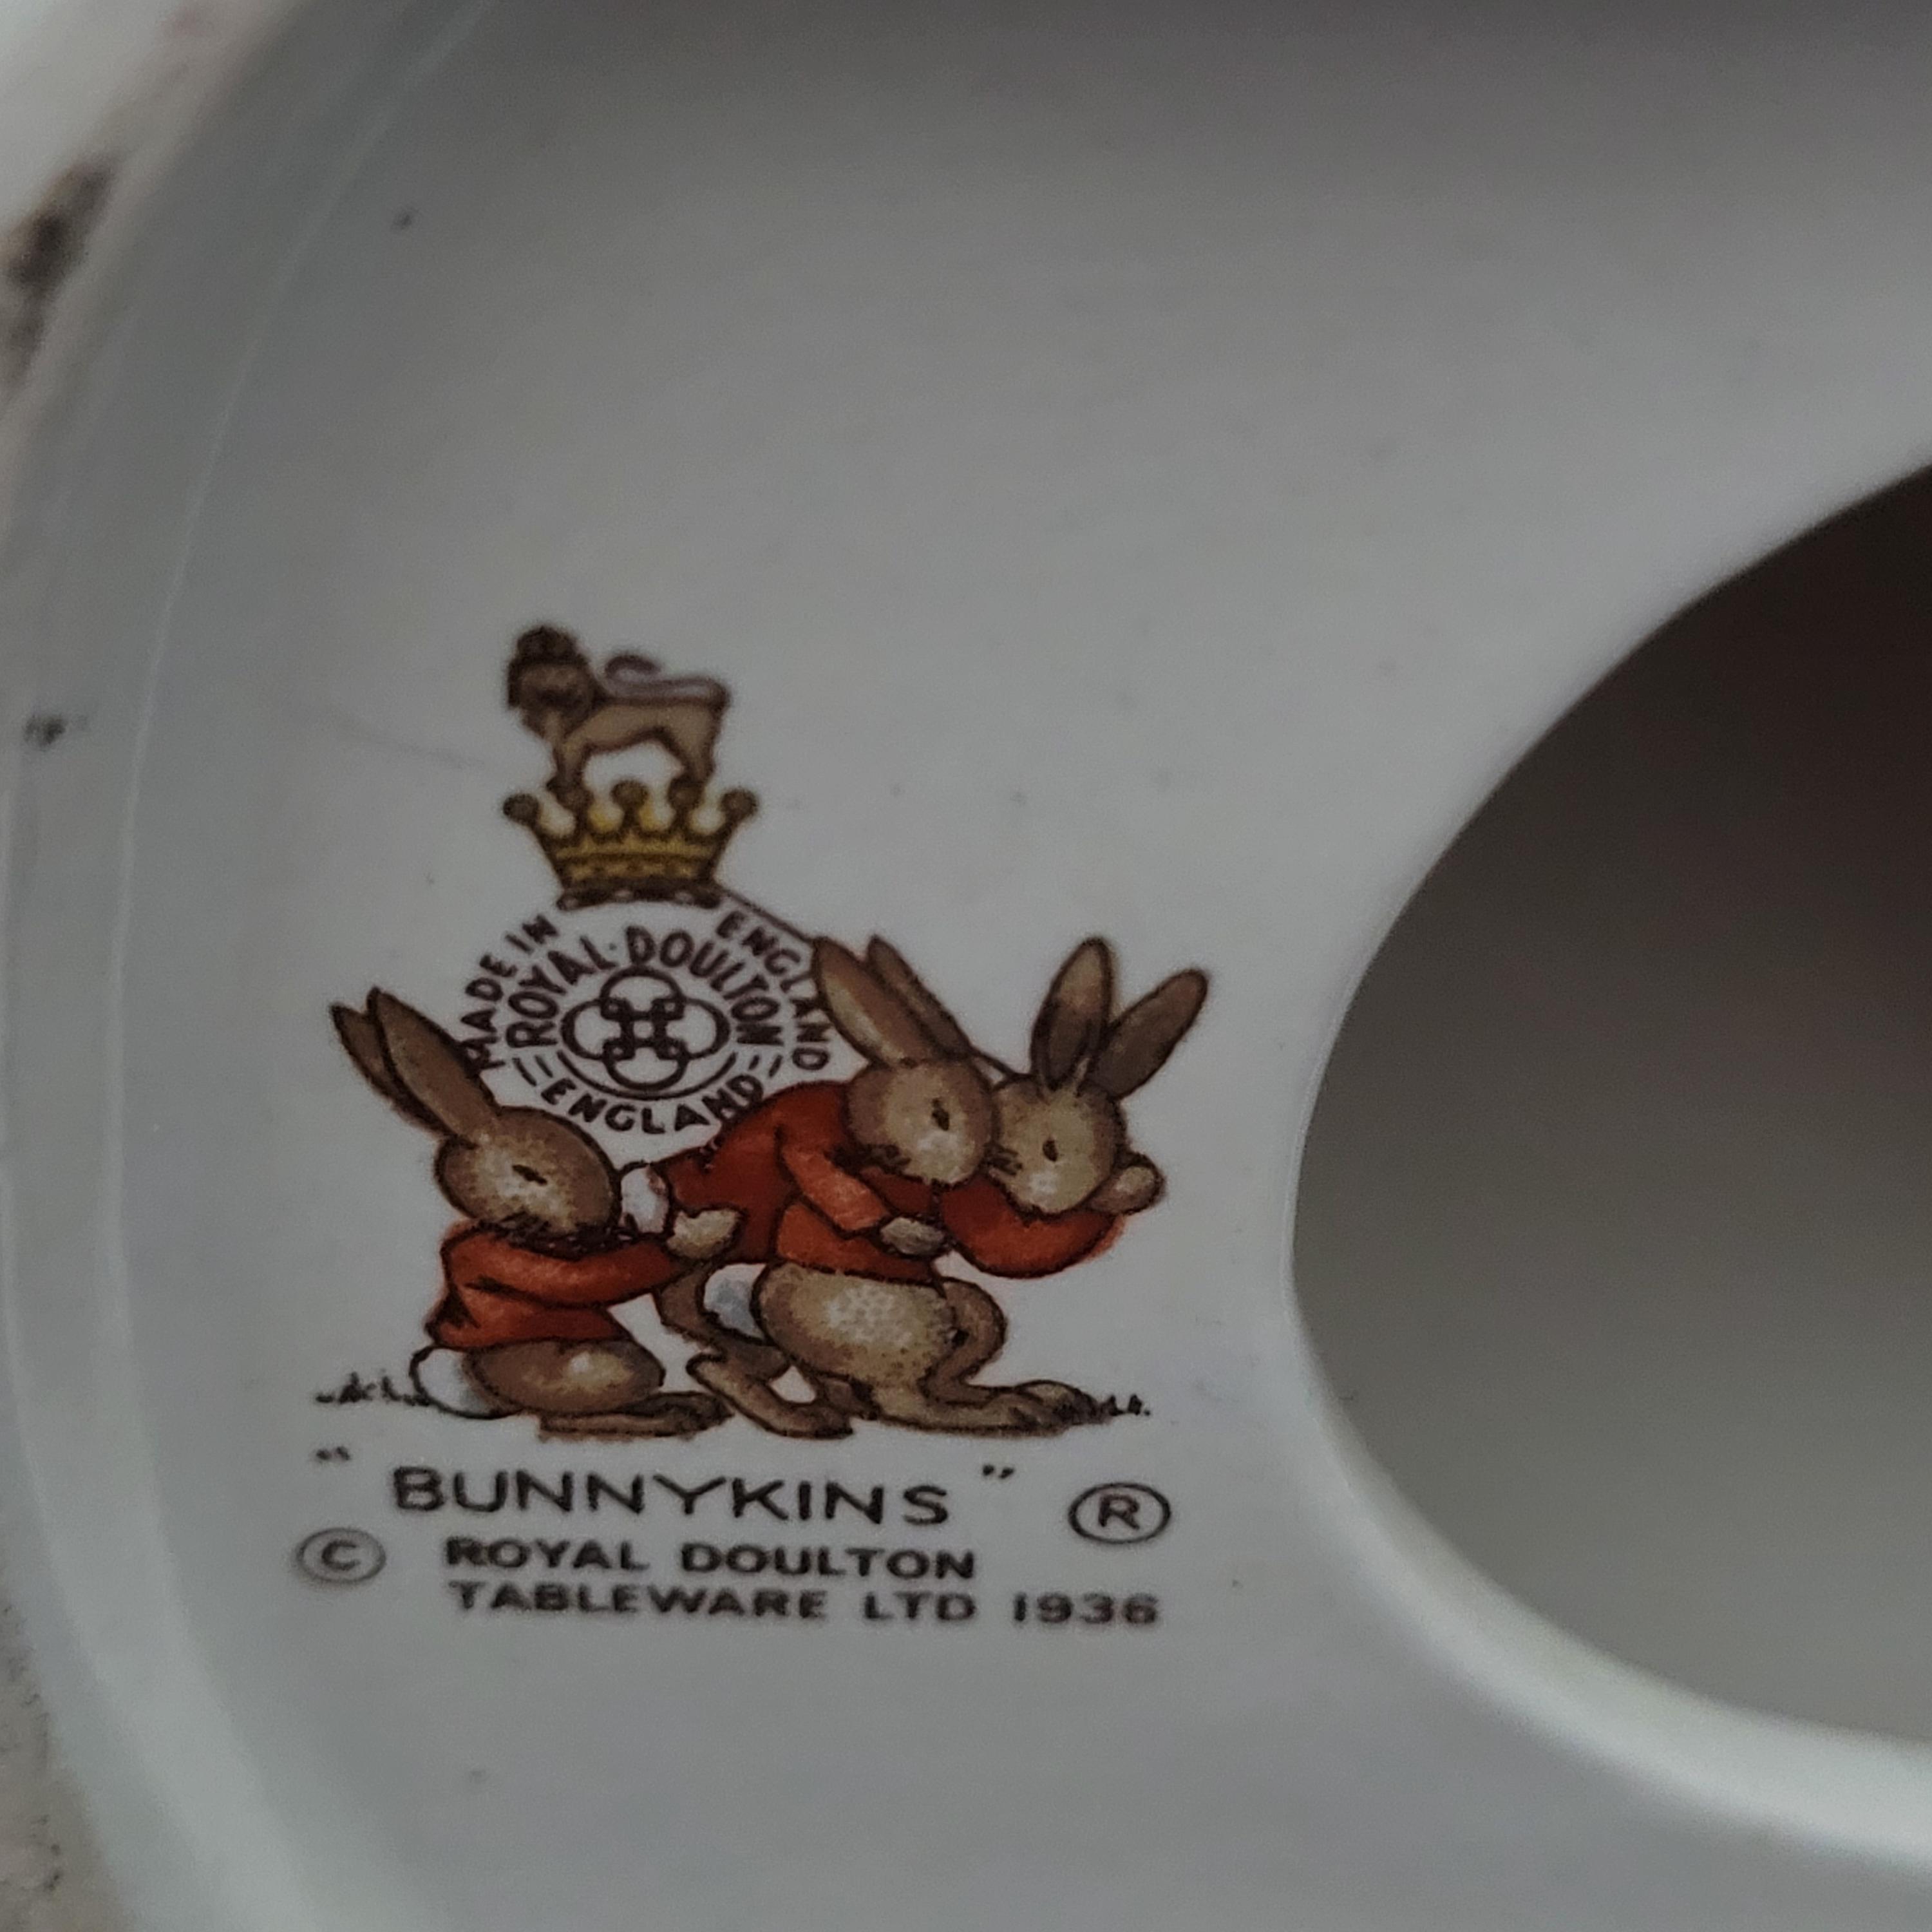 MADE IN ENGLAND
ROYAL·DOULTON
ENGLAND
"BUNNYKINS" ®
© ROYAL DOULTON
TABLEWARE LTD 1936